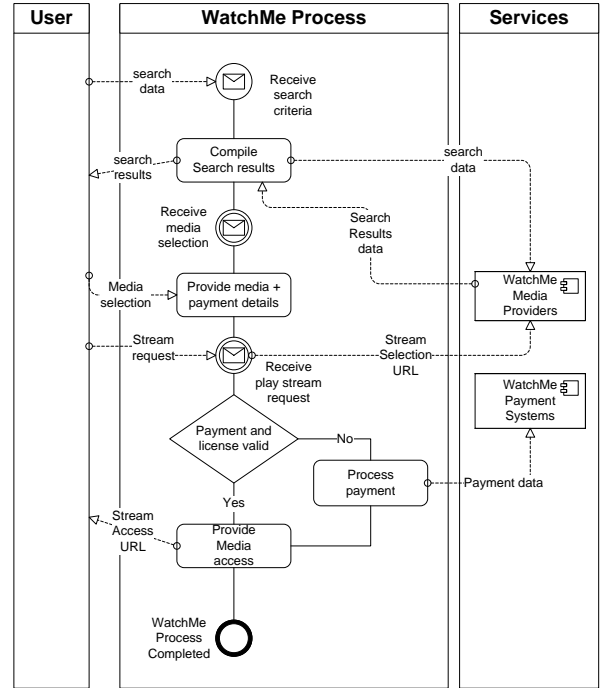 User
WatchMe Process
Services
search
data
Receive
search
criteria
Compile
Search results
search
results
search
data
Receive
media
selection
Search
Results
data
WatchMe
Media
Providers
Media
selection
Provide media +
payment details
Stream
request
Receive
play stream
request
Stream
Selection
URL
WatchMe
Payment
Systems
Payment and
license valid
No
Process
payment
Payment data
Yes
Stream
Access
URL
Provide
Media
access
WatchMe
Process
Completed